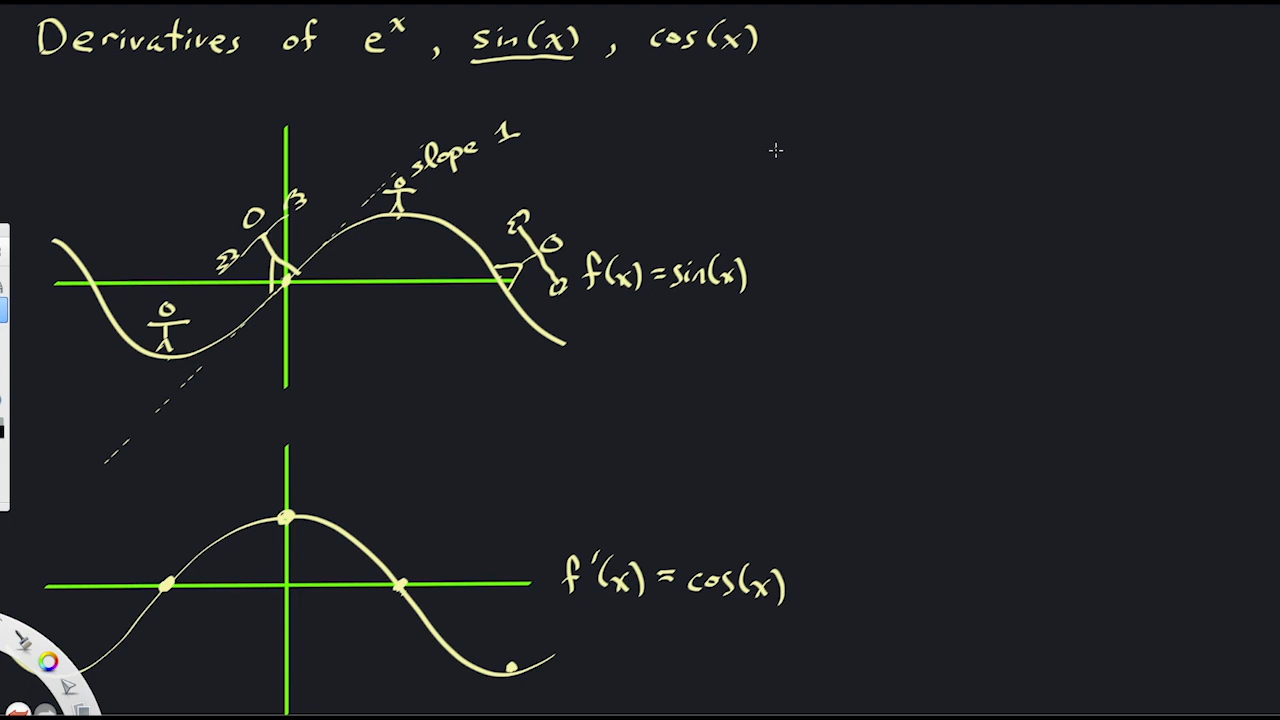 Derivatives of e^x, sin(x), cos(x)
slope 1
f(x)=sin(x)
f'(x) = cos(x)